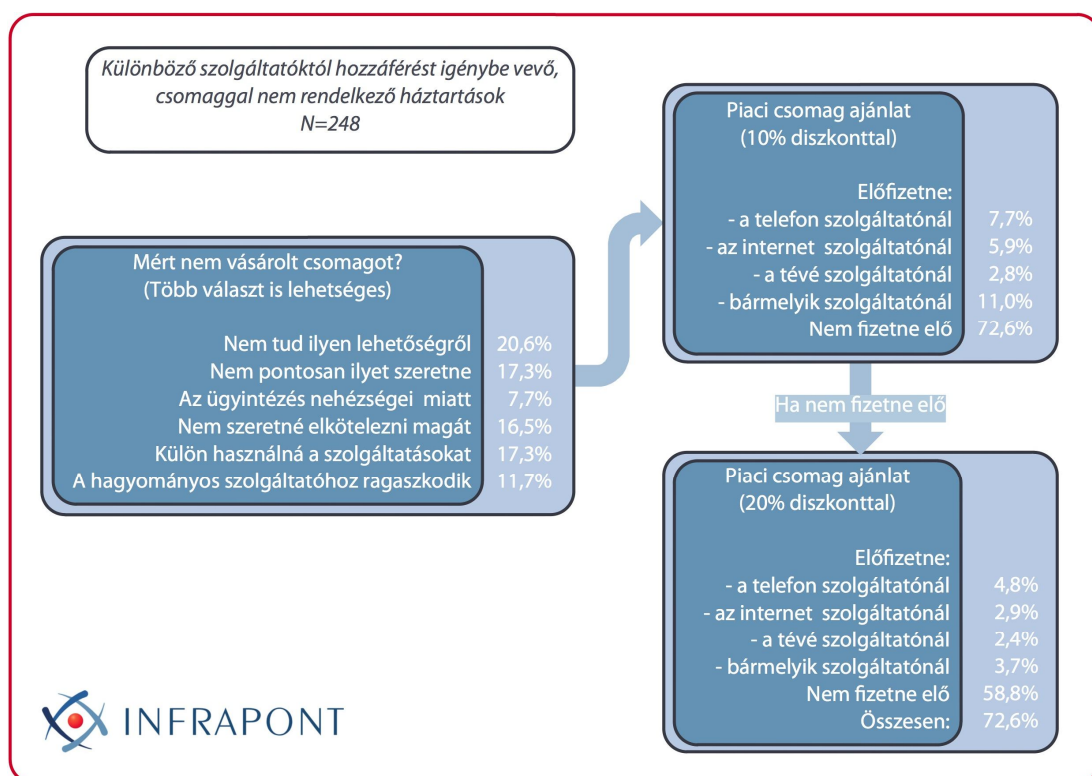 Különböző szolgáltatóktól hozzáférést igénybe vevő,
csomaggal nem rendelkező háztartások
N=248
Mért nem vásárolt csomagot?
(Több választ is lehetséges)
Nem tud ilyen lehetőségről 20,6%
Nem pontosan ilyet szeretne 17,3%
Az ügyintézés nehézségei miatt 7,7%
Nem szeretné elkötelezni magát 16,5%
Külön használná a szolgáltatásokat 17,3%
A hagyományos szolgáltatóhoz ragaszkodik 11,7%
Piaci csomag ajánlat
(10% diszkonttal)
Előfizetne:
- a telefon szolgáltatónál 7,7%
- az internet szolgáltatónál 5,9%
- a tévé szolgáltatónál 2,8%
- bármelyik szolgáltatónál 11,0%
Nem fizetne elő 72,6%
Ha nem fizetne elő
Piaci csomag ajánlat
(20% diszkonttal)
Előfizetne:
- a telefon szolgáltatónál 4,8%
- az internet szolgáltatónál 2,9%
- a tévé szolgáltatónál 2,4%
- bármelyik szolgáltatónál 3,7%
Nem fizetne elő 58,8%
Összesen: 72,6%
INFRAPONT